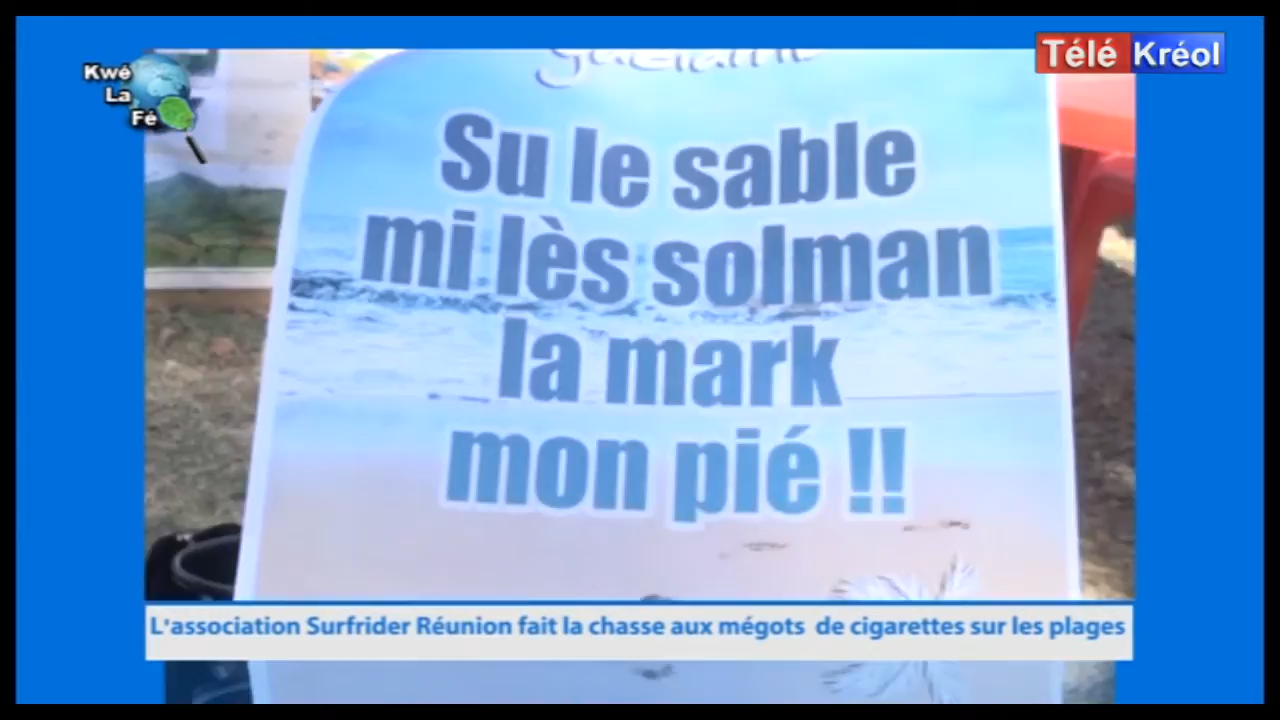 Télé Kréol
Kwé
La
Fé
Su le sable
mi lès solman
la mark
mon pié !!
L'association Surfrider Réunion fait la chasse aux mégots de cigarettes sur les plages